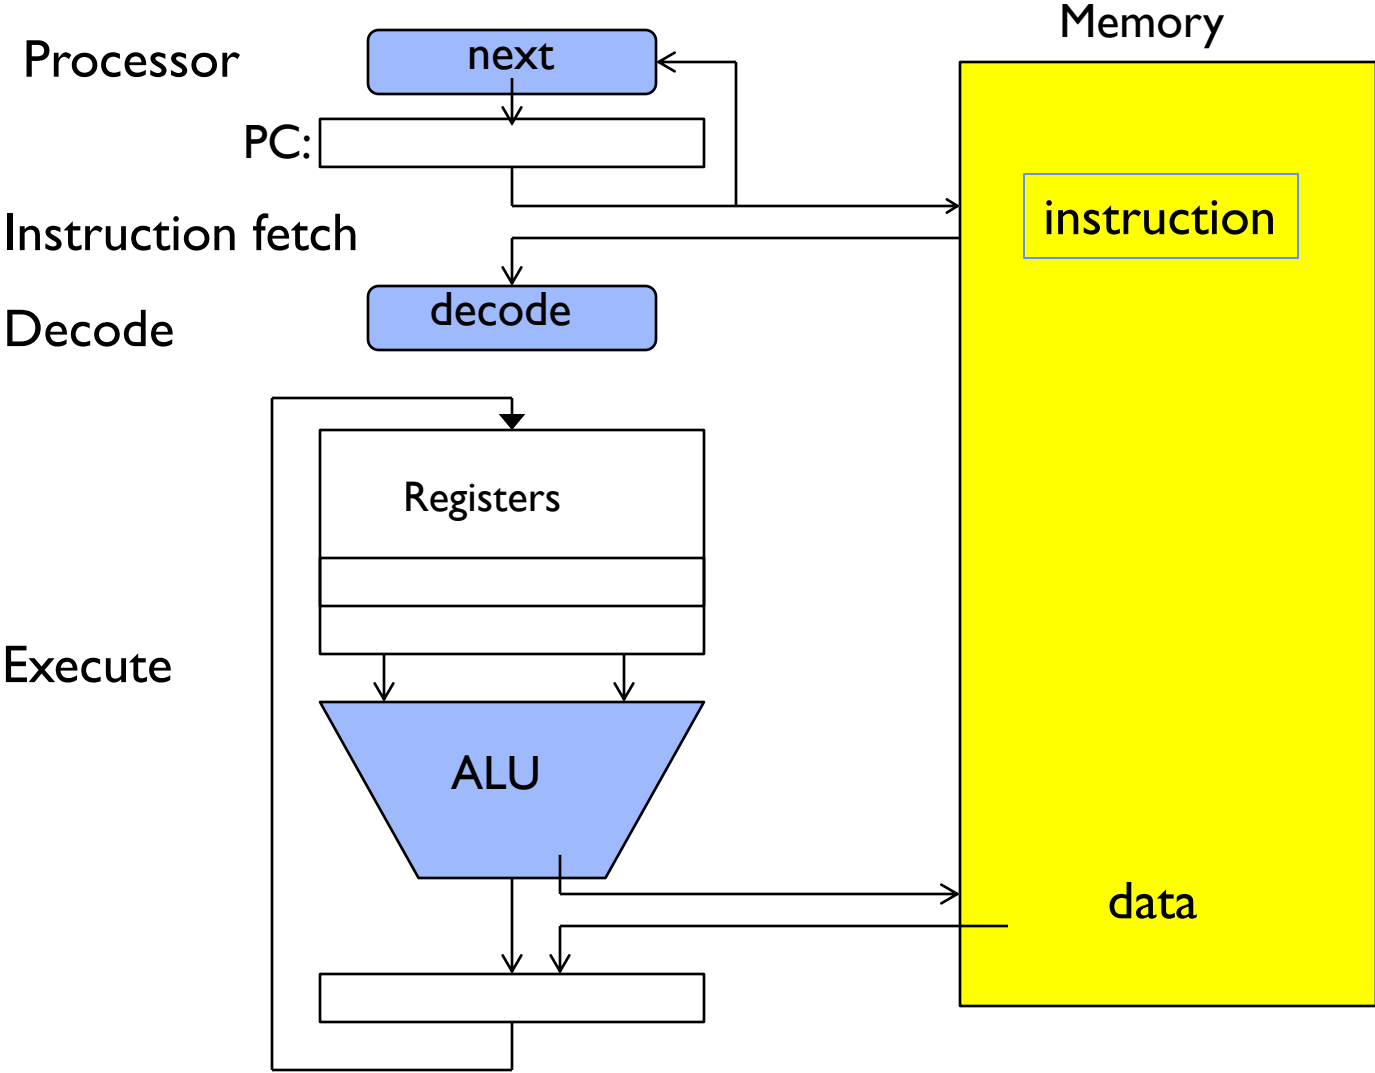 Memory
Processor
next
PC:
instruction
Instruction fetch
decode
Decode
Registers
Execute
ALU
data